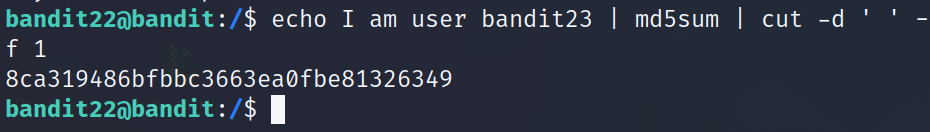 bandit22@bandit:/$ echo I am user bandit23 | md5sum | cut -d ' ' -
f 1
8ca319486bfbbc3663ea0fbe81326349
bandit22@bandit:/$